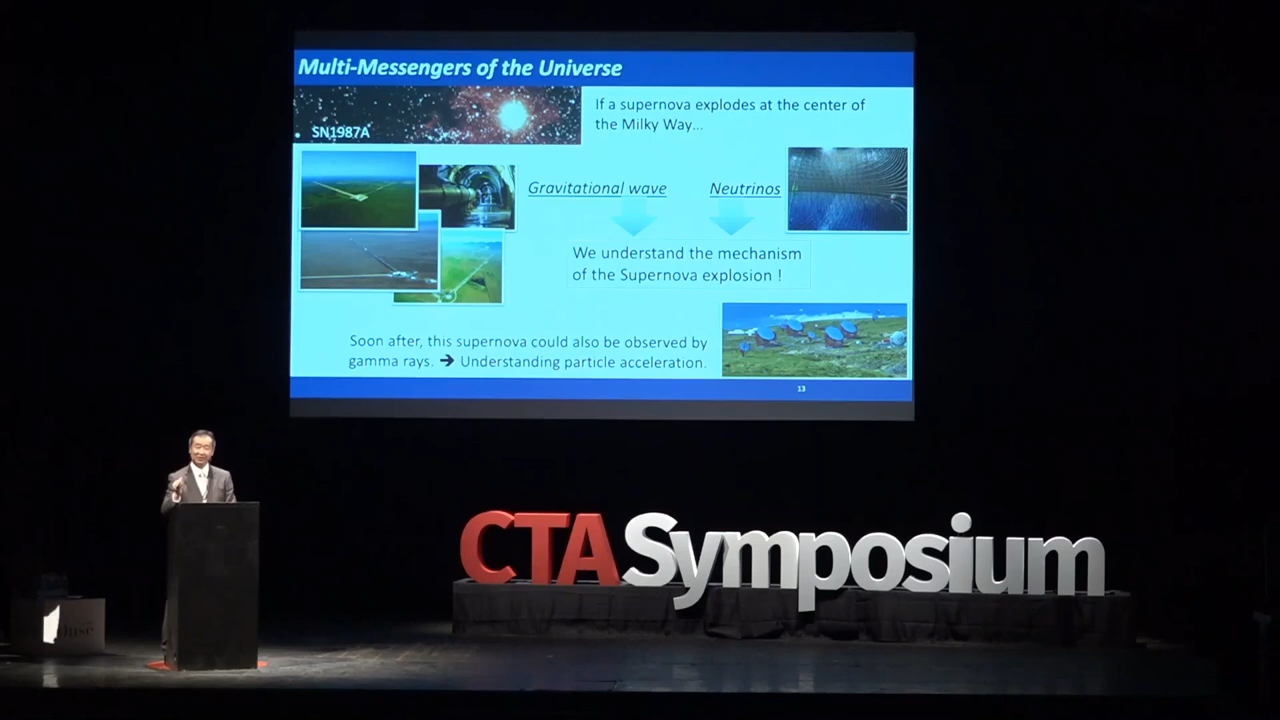 Multi-Messengers of the Universe
SN1987A
If a supernova explodes at the center of
the Milky Way...
Gravitational wave
Neutrinos
We understand the mechanism
of the Supernova explosion !
Soon after, this supernova could also be observed by
gamma rays. ➔ Understanding particle acceleration.
13
CTASymposium
Duse